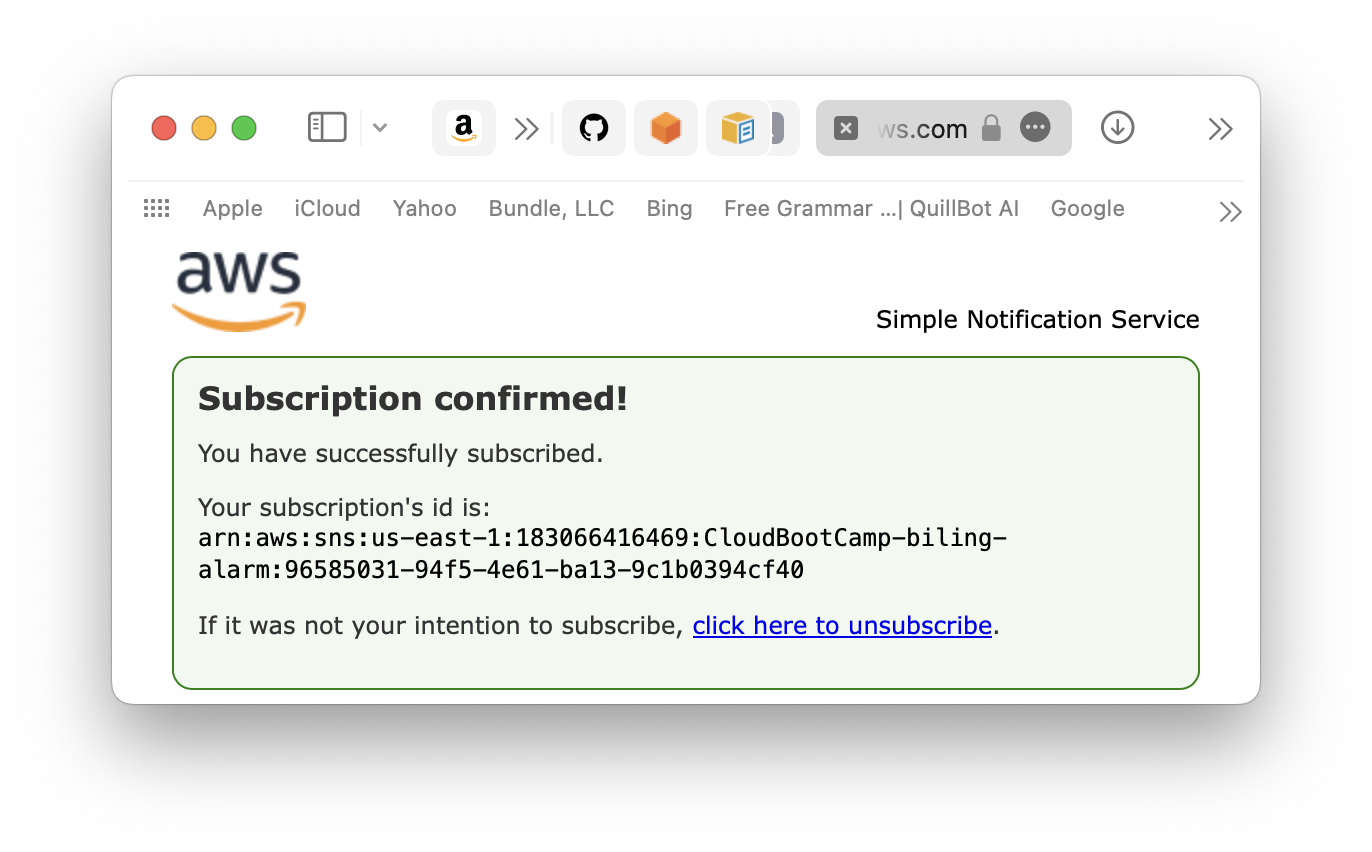 ws.com
Apple iCloud Yahoo Bundle, LLC Bing Free Grammar ...| QuillBot AI Google
aws
Simple Notification Service
Subscription confirmed!
You have successfully subscribed.
Your subscription's id is:
arn:aws:sns:us-east-1:183066416469:CloudBootCamp-biling-
alarm:96585031-94f5-4e61-ba13-9c1b0394cf40
If it was not your intention to subscribe, click here to unsubscribe.